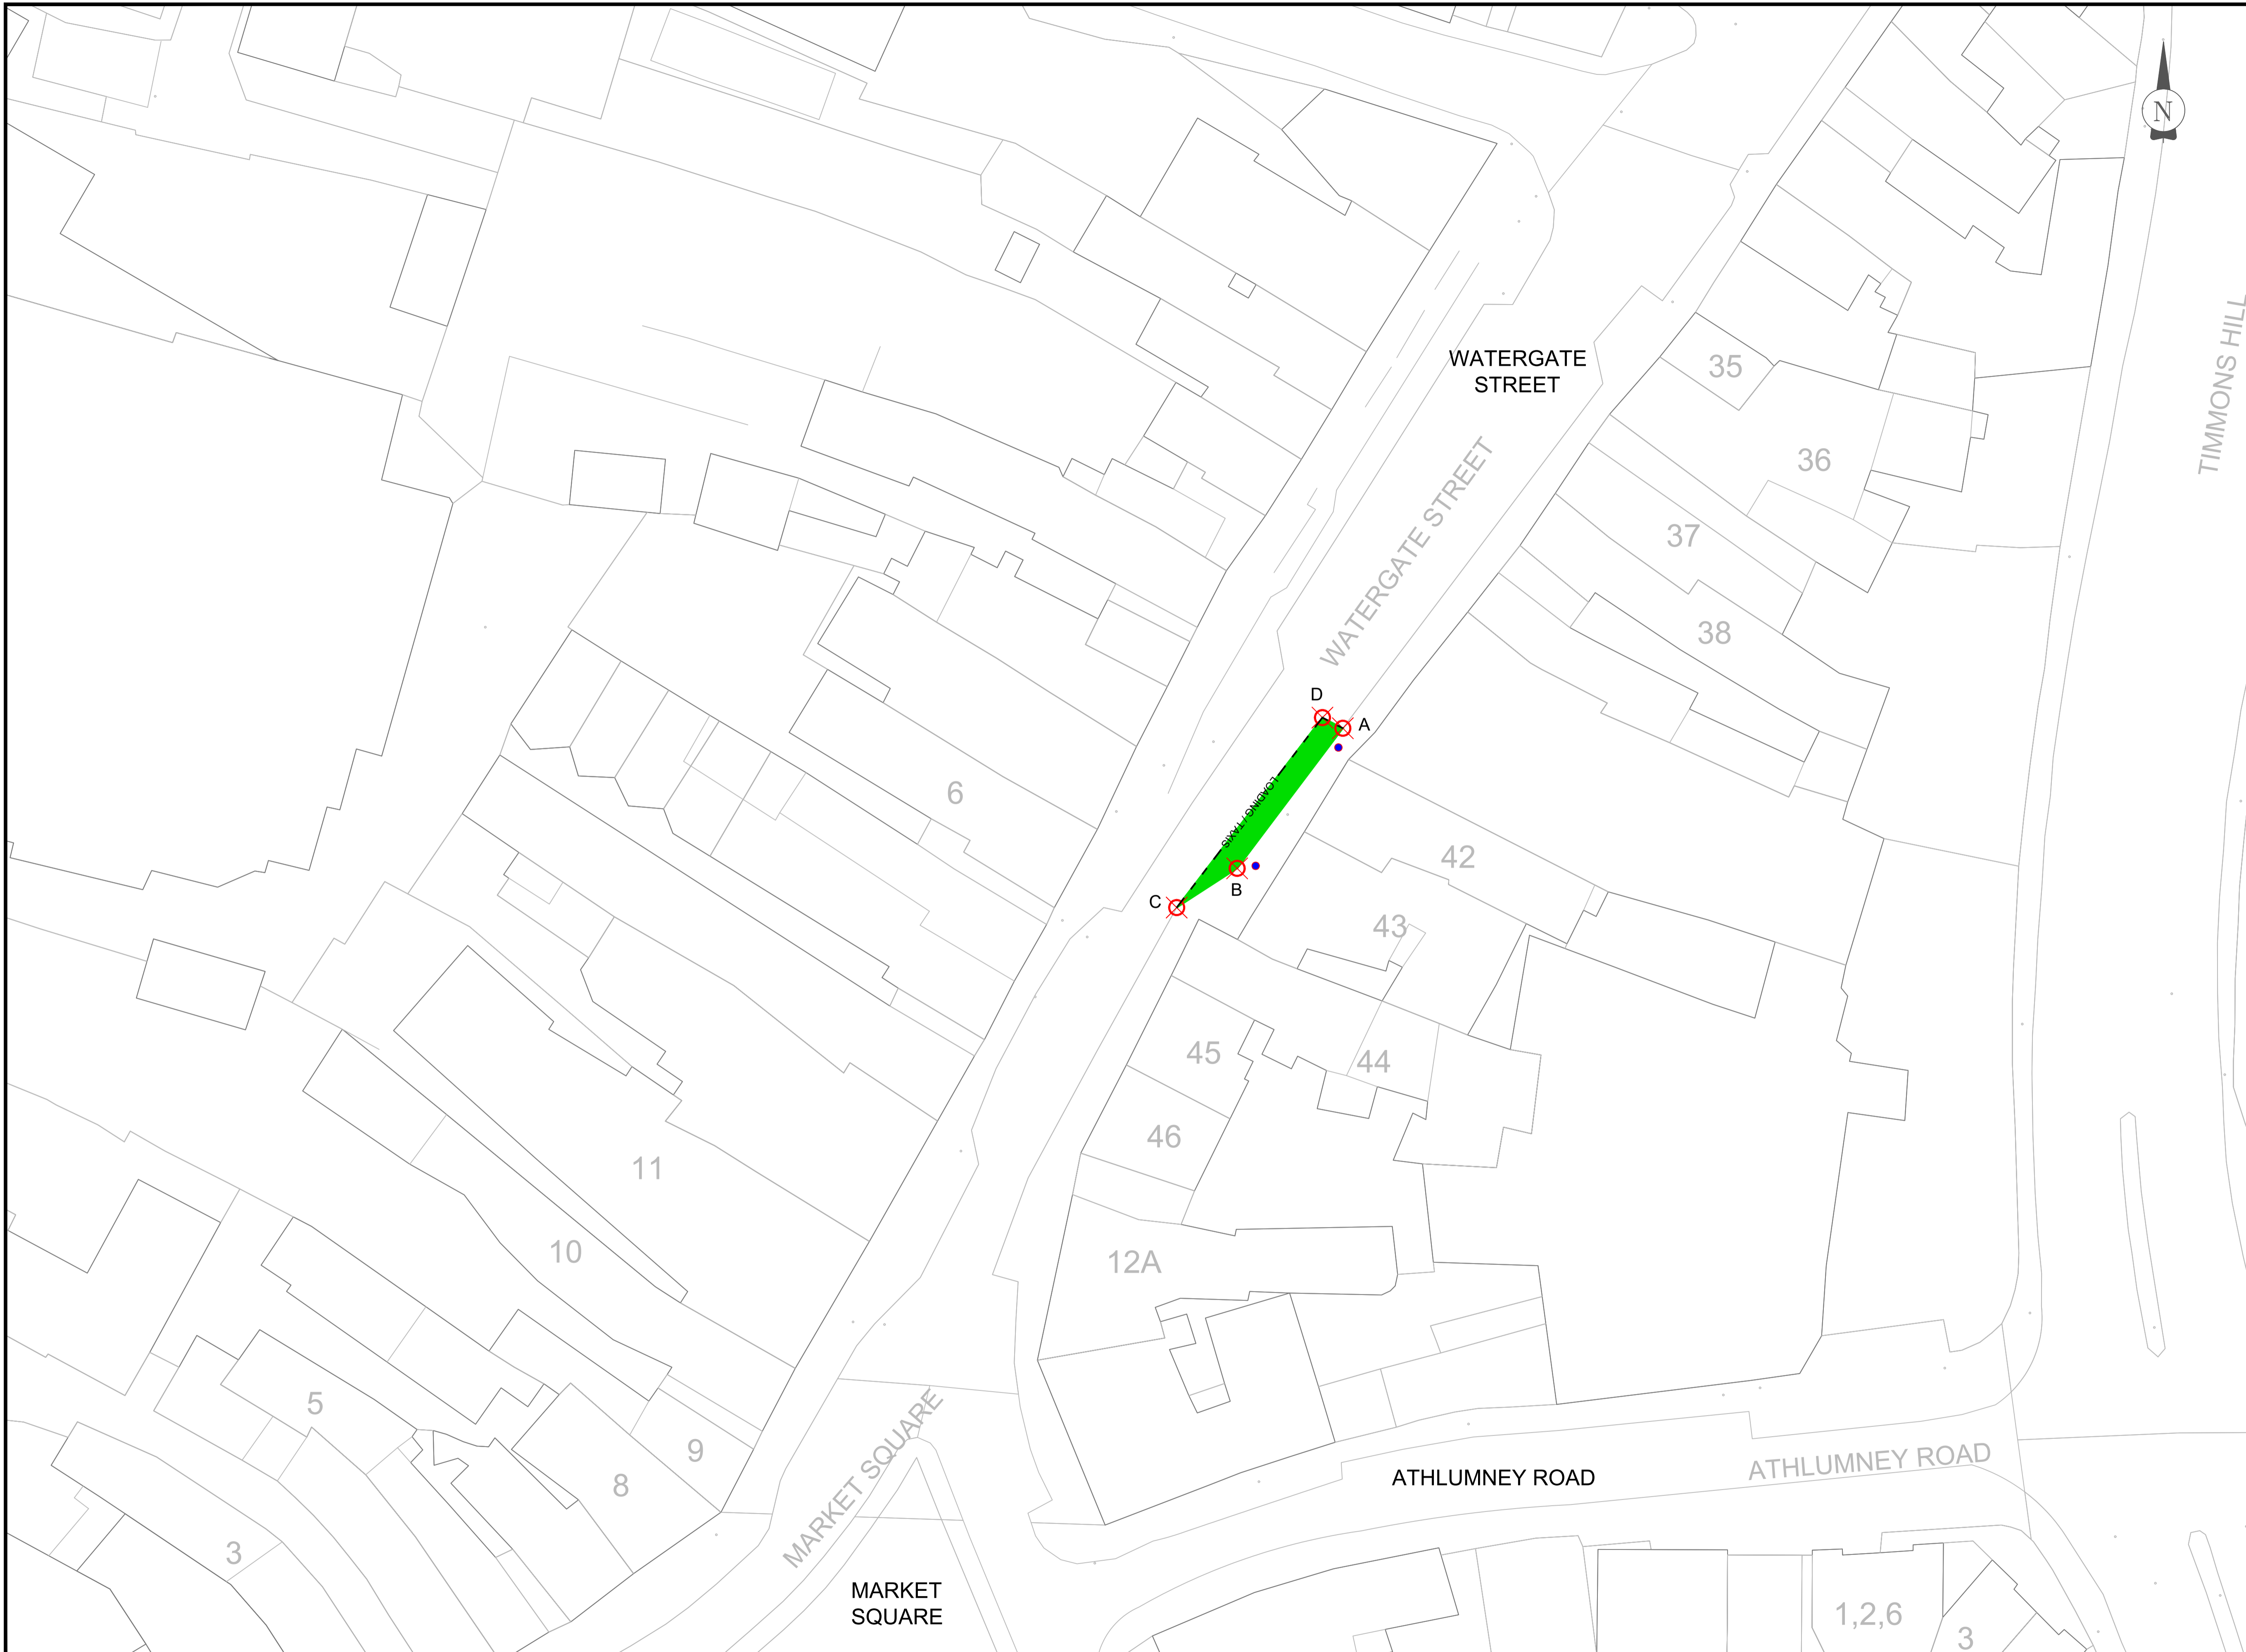 N
TIMMONS HILL
WATERGATE
STREET
35
36
WATERGATE STREET
37
38
D
A
LOADING / TAXIS
6
42
B
C
43
45
44
46
11
10
12A
5
MARKET SQUARE
9
8
ATHLUMNEY ROAD
ATHLUMNEY ROAD
3
MARKET
SQUARE
1,2,6
3